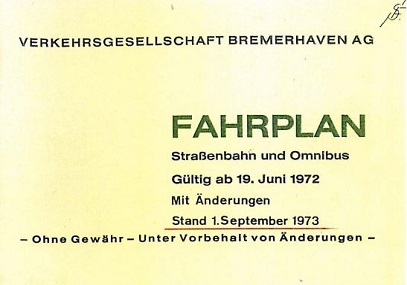 VERKEHRSGESELLSCHAFT BREMERHAVEN AG
FAHRPLAN
Straßenbahn und Omnibus
Gültig ab 19. Juni 1972
Mit Änderungen
Stand 1.September 1973
– Ohne Gewähr – Unter Vorbehalt von Änderungen –